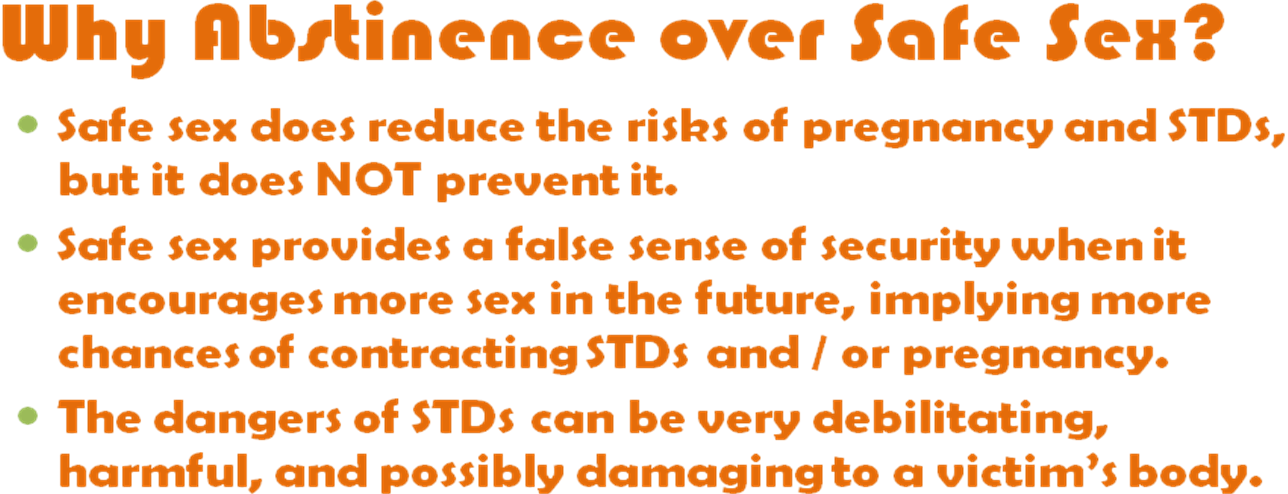 Why Abstinence over Safe Sex?
• Safe sex does reduce the risks of pregnancy and STDs,
but it does NOT prevent it.
• Safe sex provides a false sense of security when it
encourages more sex in the future, implying more
chances of contracting STDs and / or pregnancy.
• The dangers of STDs can be very debilitating,
harmful, and possibly damaging to a victim's body.